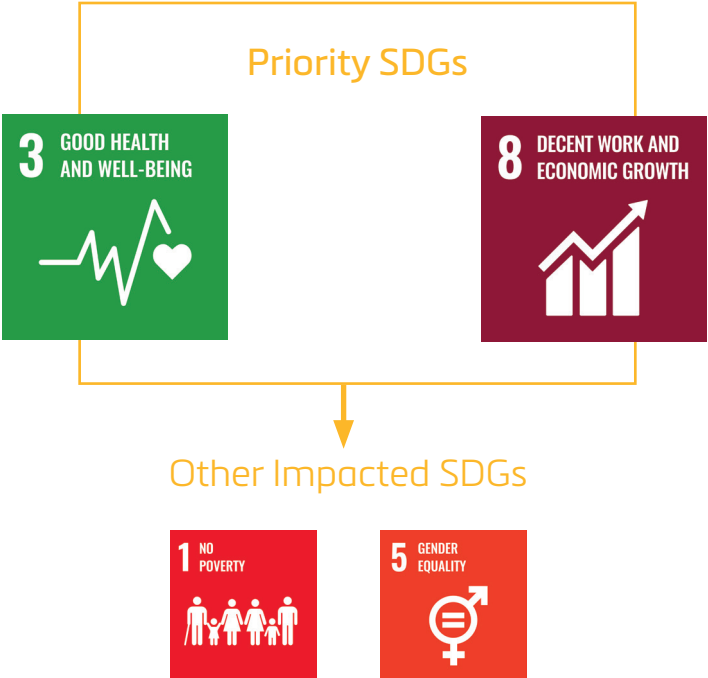 Priority SDGs
3 GOOD HEALTH
AND WELL-BEING
8 DECENT WORK AND
ECONOMIC GROWTH
Other Impacted SDGs
1 NO
POVERTY
5 GENDER
EQUALITY